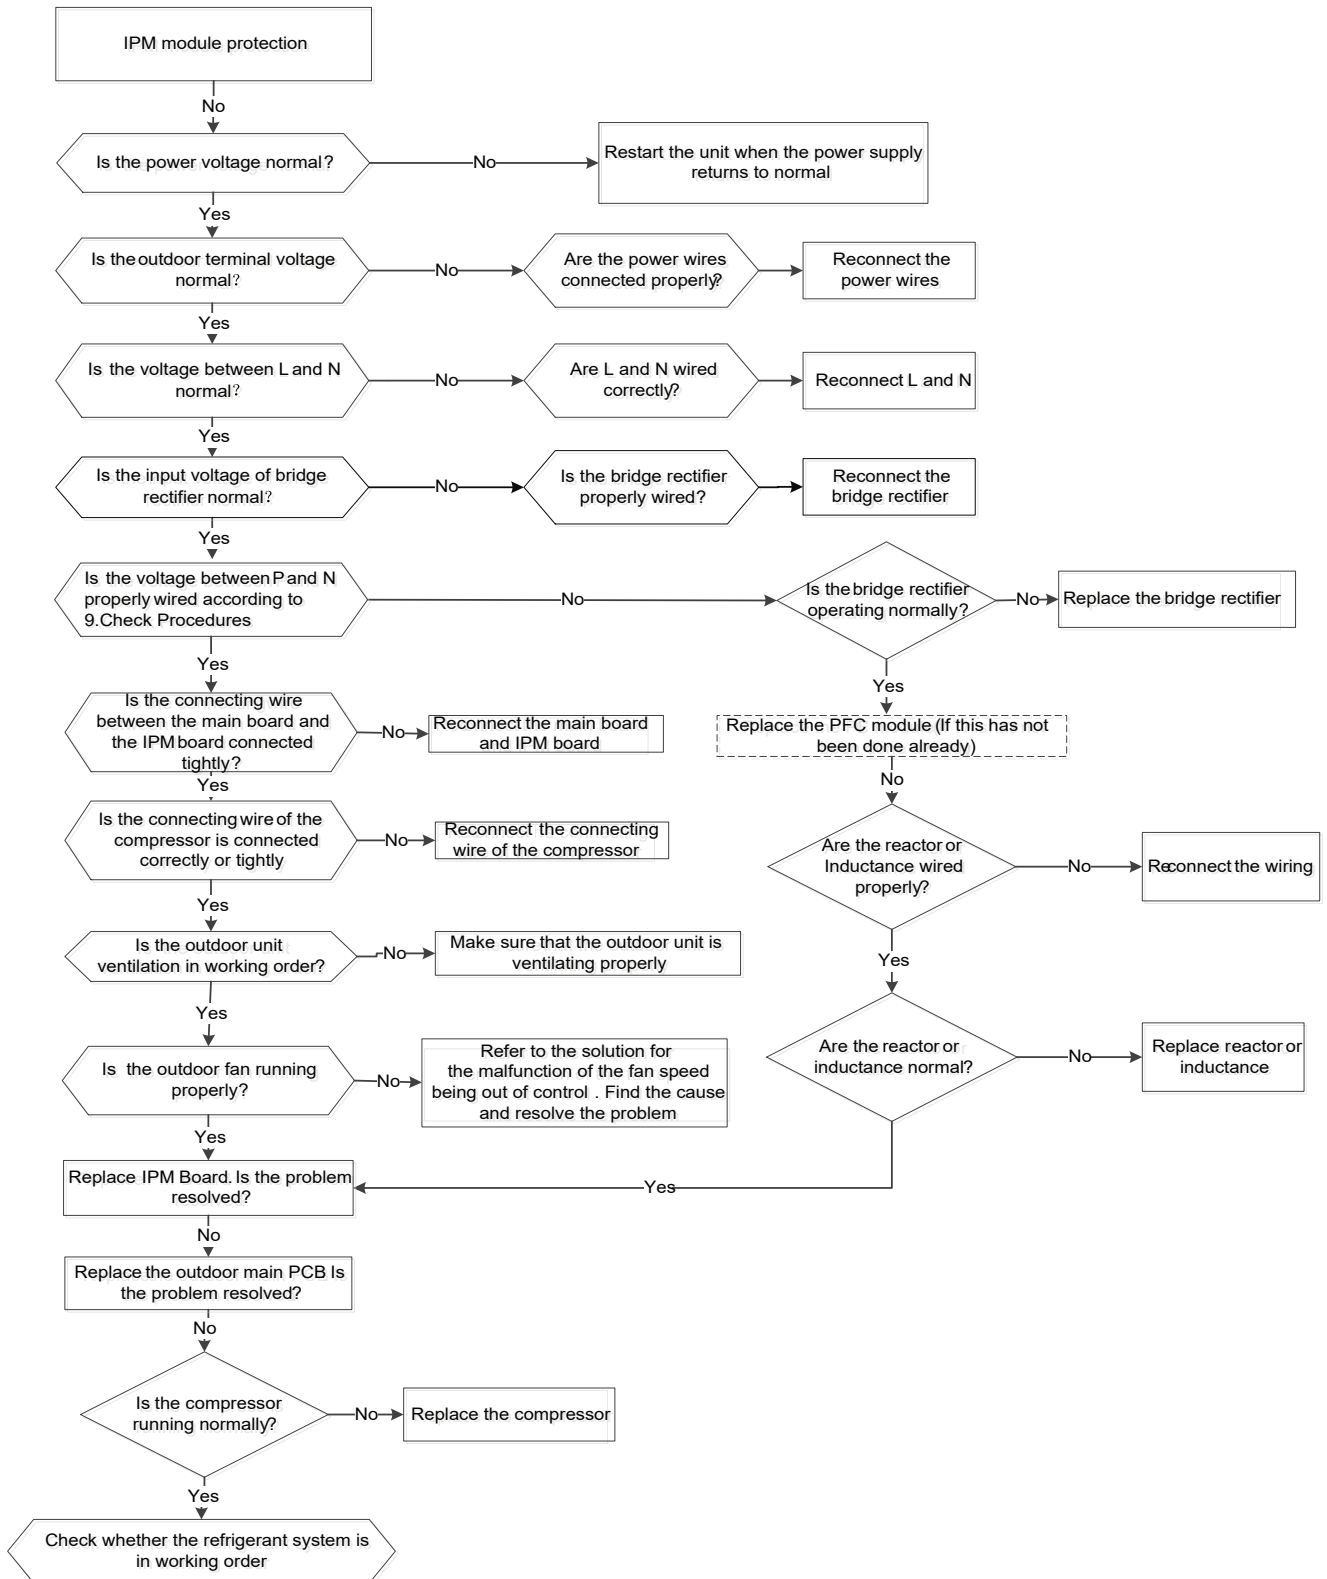 IPM module protection
No
Is the power voltage normal?
No
Restart the unit when the power supply
returns to normal
Yes
Is the outdoor terminal voltage
normal?
No
Are the power wires
connected properly?
Reconnect the
power wires
Yes
Is the voltage between L and N
normal?
No
Are L and N wired
correctly?
Reconnect L and N
Yes
Is the input voltage of bridge
rectifier normal?
No
Is the bridge rectifier
properly wired?
Reconnect the
bridge rectifier
Yes
Is the voltage between P and N
properly wired according to
9.Check Procedures
No
Is the bridge rectifier
operating normally?
No
Replace the bridge rectifier
Yes
Yes
Is the connecting wire
between the main board and
the IPM board connected
tightly?
No
Reconnect the main board
and IPM board
Replace the PFC module (If this has not
been done already)
Yes
No
Is the connecting wire of the
compressor is connected
correctly or tightly
No
Reconnect the connecting
wire of the compressor
Are the reactor or
Inductance wired
properly?
No
Reconnect the wiring
Yes
Is the outdoor unit
ventilation in working order?
No
Make sure that the outdoor unit is
ventilating properly
Yes
Yes
Is the outdoor fan running
properly?
No
Refer to the solution for
the malfunction of the fan speed
being out of control . Find the cause
and resolve the problem
Are the reactor or
inductance normal?
No
Replace reactor or
inductance
Yes
Replace IPM Board. Is the problem
resolved?
Yes
No
Replace the outdoor main PCB Is
the problem resolved?
No
Is the compressor
running normally?
No
Replace the compressor
Yes
Check whether the refrigerant system is
in working order